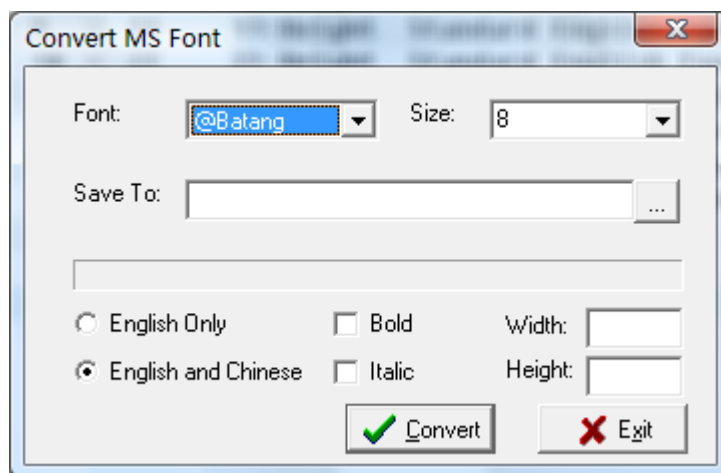 Convert MS Font
Font: @Batang Size: 8
Save To: ...
English Only Bold Width:
English and Chinese Italic Height:
Convert Exit